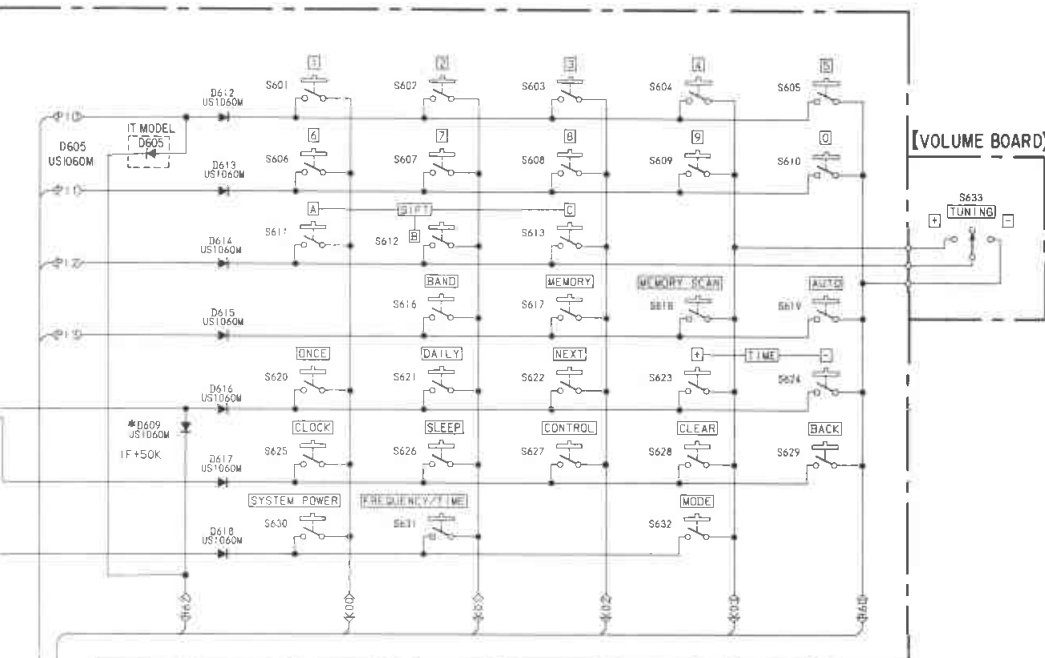 1 2 3 4 5
S601 S602 S603 S604 S605
D612
US1060M
IT MODEL
D605
D605
US1060M
6 7 8 9 0
D613
US1060M
S606 S607 S608 S609 S610
[VOLUME BOARD]
S633
TUNING
+ -
A C
B
S611 S612 S613
D614
US1060M
BAND MEMORY MEMORY SCAN AUTO
S616 S617 S618 S619
D615
US1060M
ONCE DAILY NEXT + TIME -
S620 S621 S622 S623 S624
D616
US1060M
*D609
US1060M
IF+50K
CLOCK SLEEP CONTROL CLEAR BACK
S625 S626 S627 S628 S629
D617
US1060M
SYSTEM POWER FREQUENCY/TIME MODE
S630 S631 S632
D618
US1060M